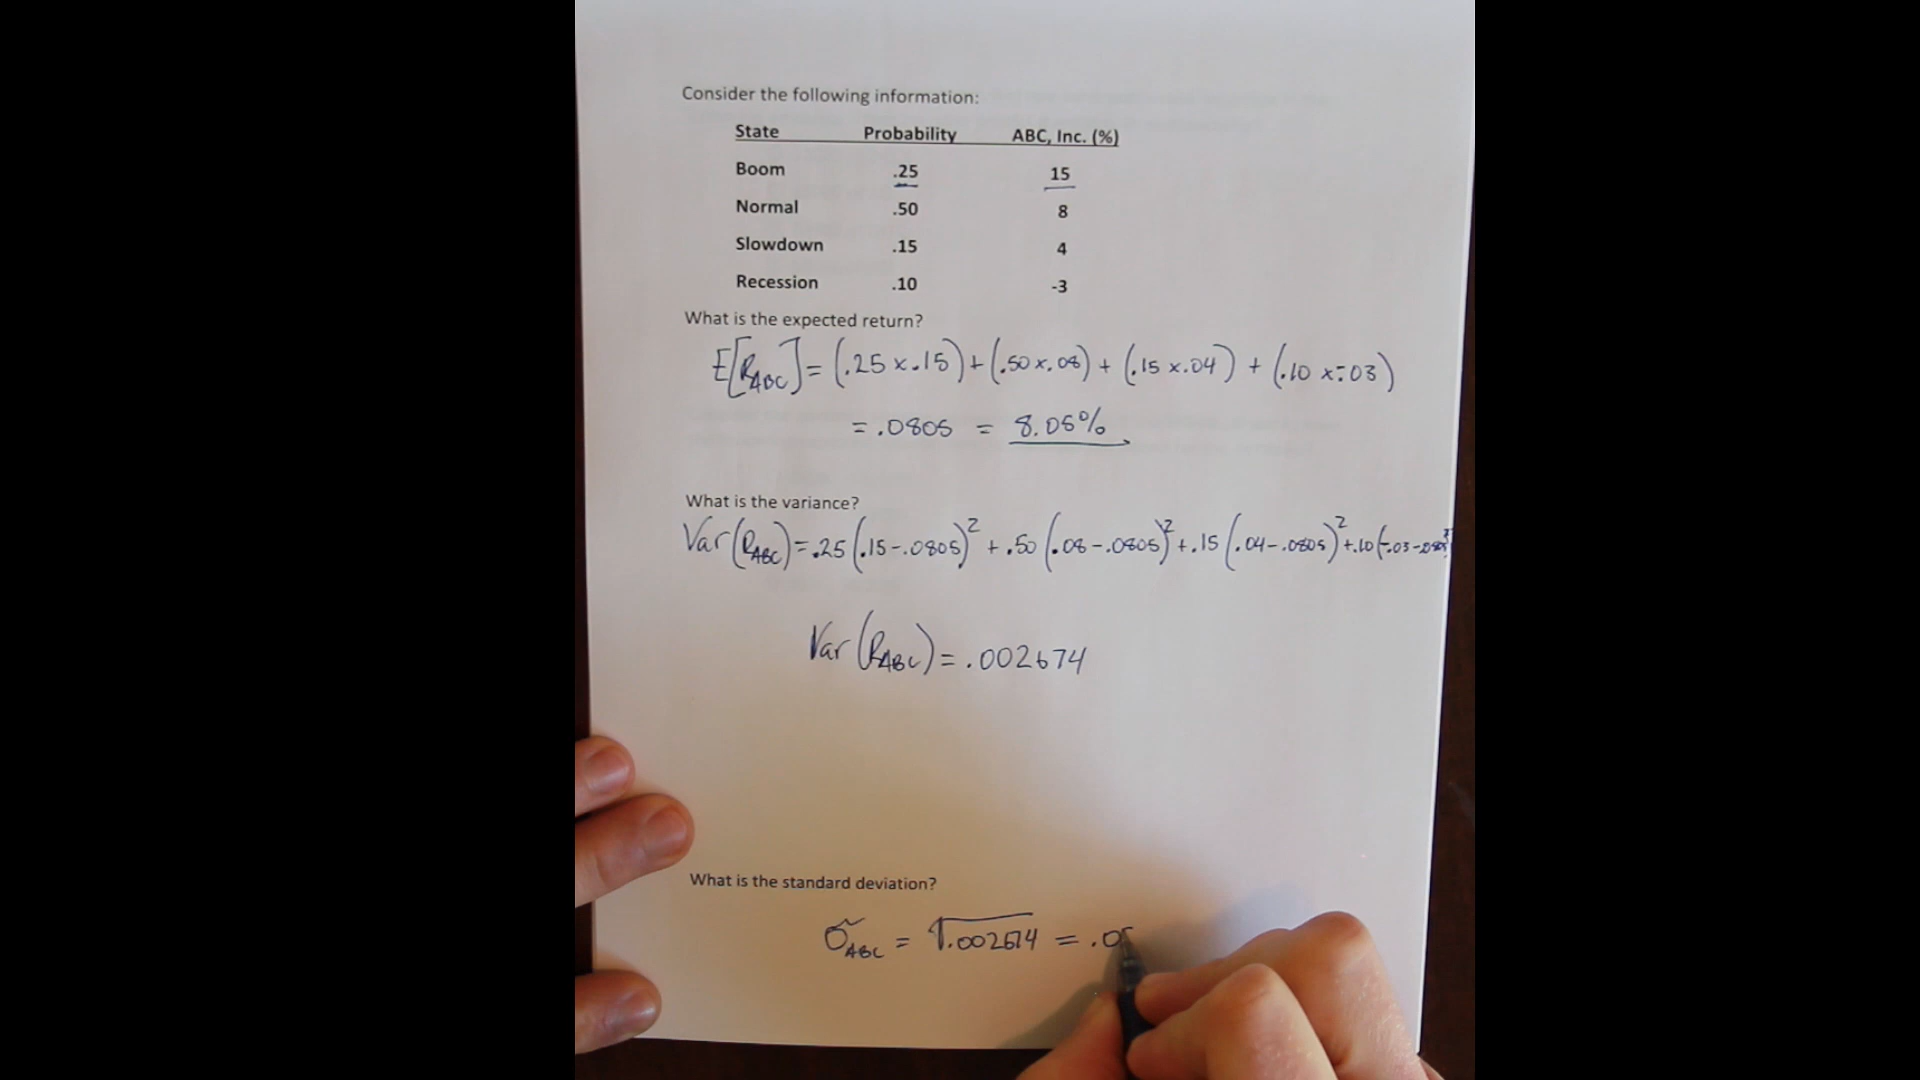 Consider the following information:
State Probability ABC, Inc. (%)
Boom .25 15
Normal .50 8
Slowdown .15 4
Recession .10 -3
What is the expected return?
E[R_ABC] = (.25 x .15) + (.50 x .08) + (.15 x .04) + (.10 x -.03)
= .0805 = 8.05%
What is the variance?
Var(R_ABC) = .25(.15-.0805)² + .50(.08-.0805)² + .15(.04-.0805)² + .10(-.03-.0805)²
Var(R_ABC) = .002674
What is the standard deviation?
σ_ABC = √.002674 = .05